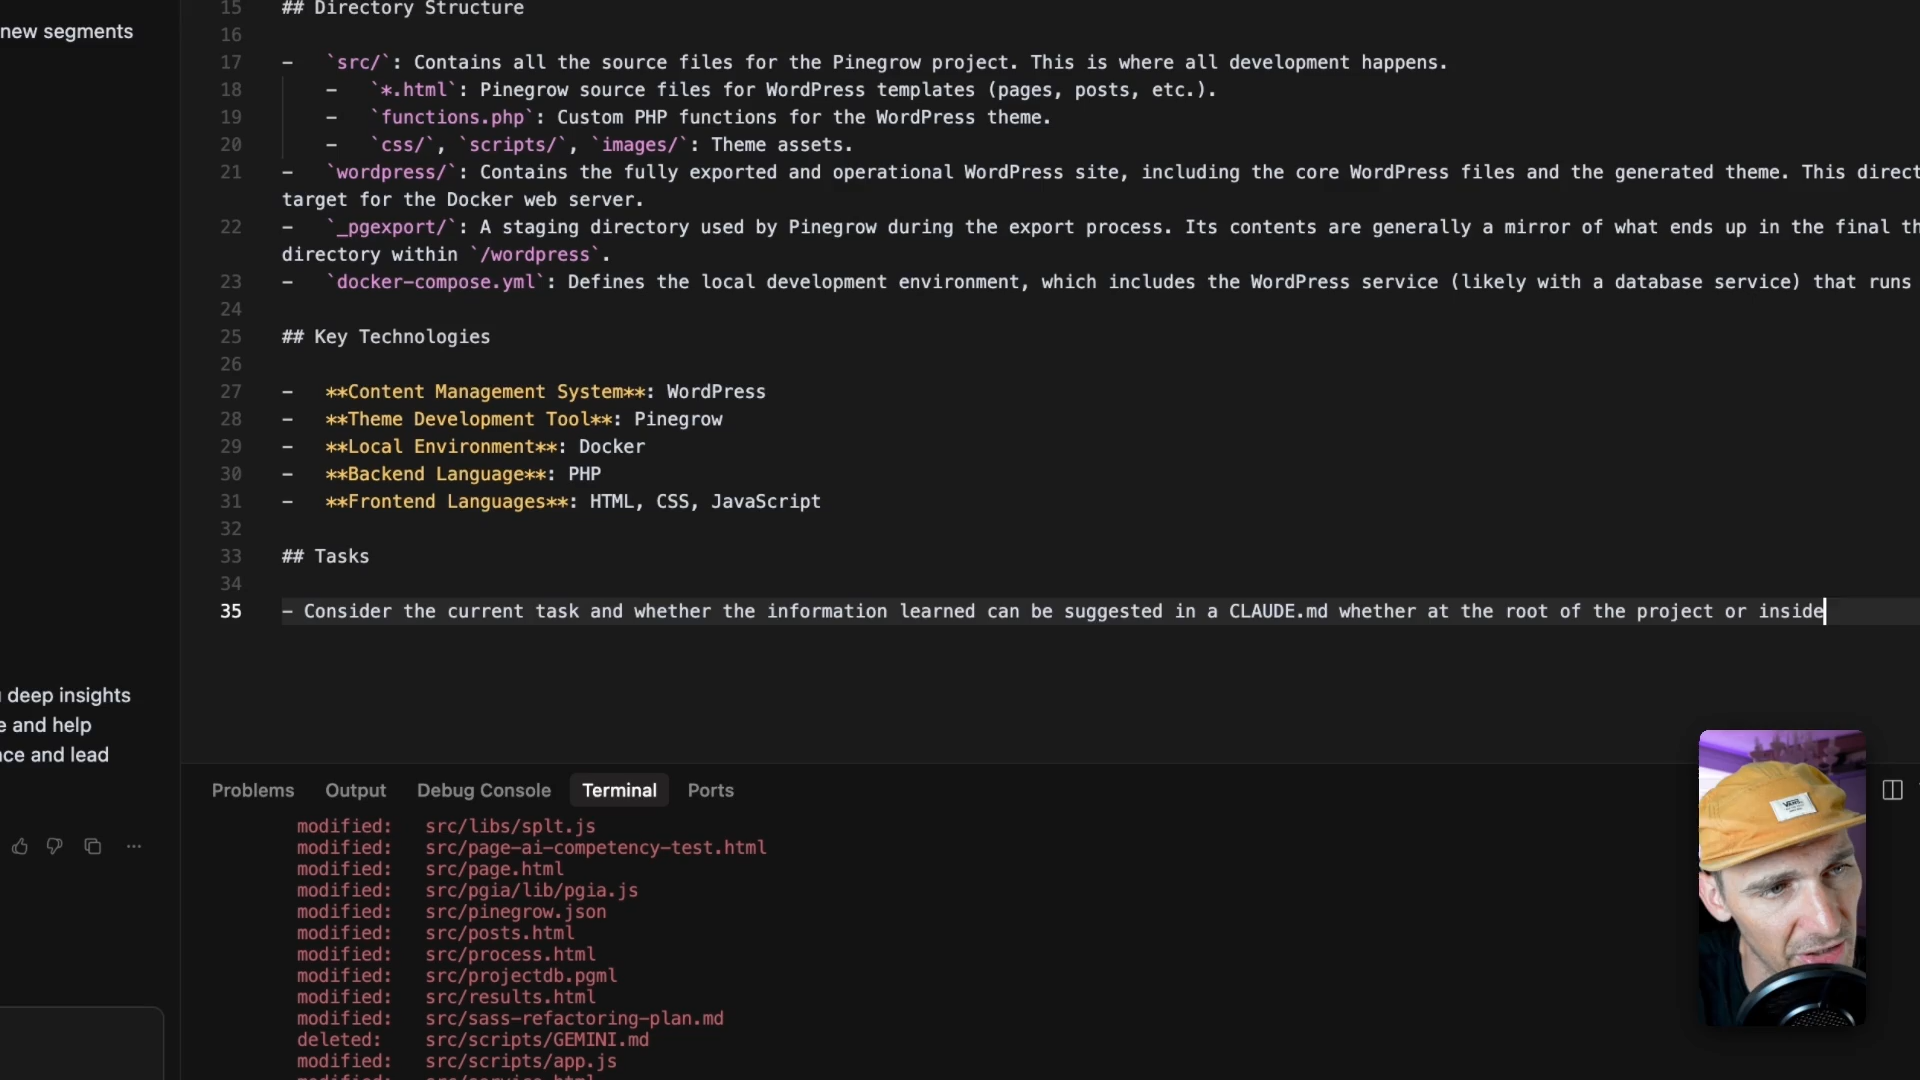 new segments
deep insights
e and help
ce and lead
15 ## Directory Structure
16
17 - `src/`: Contains all the source files for the Pinegrow project. This is where all development happens.
18 - `*.html`: Pinegrow source files for WordPress templates (pages, posts, etc.).
19 - `functions.php`: Custom PHP functions for the WordPress theme.
20 - `css/`, `scripts/`, `images/`: Theme assets.
21 - `wordpress/`: Contains the fully exported and operational WordPress site, including the core WordPress files and the generated theme. This direct
target for the Docker web server.
22 - `_pgexport/`: A staging directory used by Pinegrow during the export process. Its contents are generally a mirror of what ends up in the final th
directory within `/wordpress`.
23 - `docker-compose.yml`: Defines the local development environment, which includes the WordPress service (likely with a database service) that runs
24
25 ## Key Technologies
26
27 - **Content Management System**: WordPress
28 - **Theme Development Tool**: Pinegrow
29 - **Local Environment**: Docker
30 - **Backend Language**: PHP
31 - **Frontend Languages**: HTML, CSS, JavaScript
32
33 ## Tasks
34
35 - Consider the current task and whether the information learned can be suggested in a CLAUDE.md whether at the root of the project or inside
Problems Output Debug Console Terminal Ports
modified: src/libs/splt.js
modified: src/page-ai-competency-test.html
modified: src/page.html
modified: src/pgia/lib/pgia.js
modified: src/pinegrow.json
modified: src/posts.html
modified: src/process.html
modified: src/projectdb.pgml
modified: src/results.html
modified: src/sass-refactoring-plan.md
deleted: src/scripts/GEMINI.md
modified: src/scripts/app.js
VANS